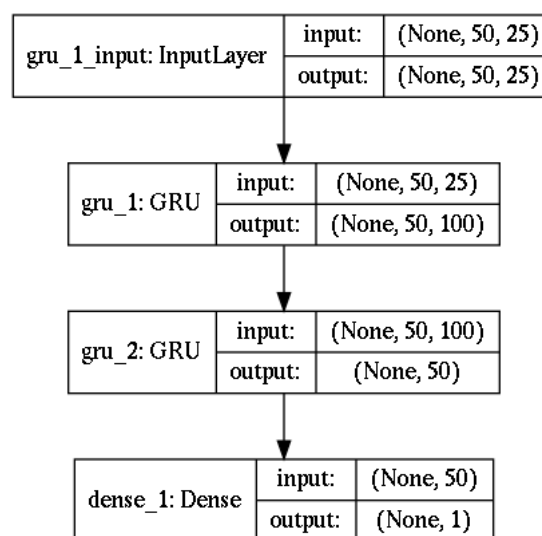 gru_1_input: InputLayer
input: (None, 50, 25)
output: (None, 50, 25)
gru_1: GRU
input: (None, 50, 25)
output: (None, 50, 100)
gru_2: GRU
input: (None, 50, 100)
output: (None, 50)
dense_1: Dense
input: (None, 50)
output: (None, 1)